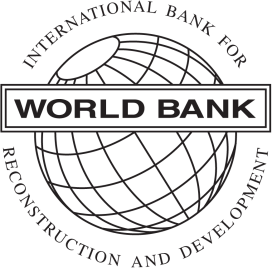 INTERNATIONAL BANK FOR
WORLD BANK
RECONSTRUCTION AND DEVELOPMENT